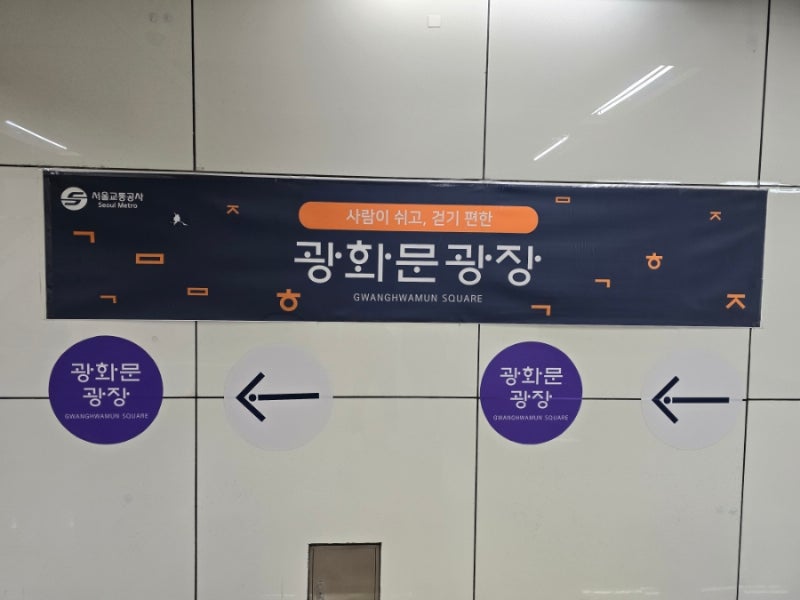 서울교통공사
Seoul Metro
사람이 쉬고, 걷기 편한
광화문광장
GWANGHWAMUN SQUARE
광화문
광장
GWANGHWAMUN SQUARE
광화문
광장
GWANGHWAMUN SQUARE